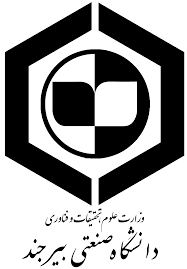 وزارت علوم، تحقیقات و فناوری
دانشگاه صنعتی بیرجند